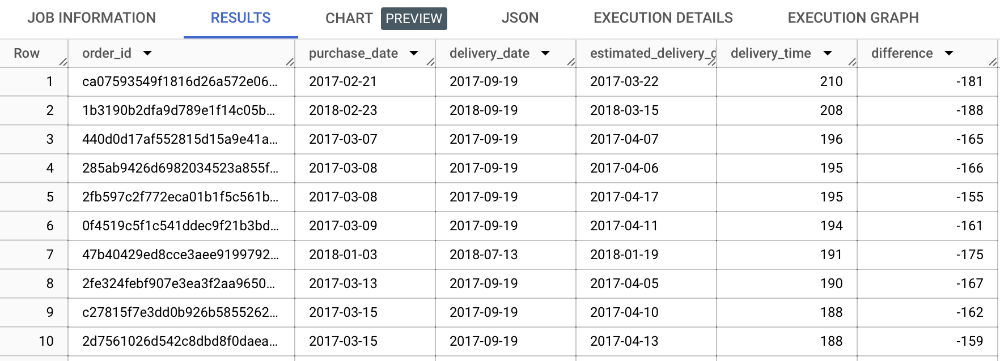 JOB INFORMATION RESULTS CHART PREVIEW JSON EXECUTION DETAILS EXECUTION GRAPH
Row order_id purchase_date delivery_date estimated_delivery_d delivery_time difference
1 ca07593549f1816d26a572e06... 2017-02-21 2017-09-19 2017-03-22 210 -181
2 1b3190b2dfa9d789e1f14c05b... 2018-02-23 2018-09-19 2018-03-15 208 -188
3 440d0d17af552815d15a9e41a... 2017-03-07 2017-09-19 2017-04-07 196 -165
4 285ab9426d6982034523a855f... 2017-03-08 2017-09-19 2017-04-06 195 -166
5 2fb597c2f772eca01b1f5c561b... 2017-03-08 2017-09-19 2017-04-17 195 -155
6 0f4519c5f1c541ddec9f21b3bd... 2017-03-09 2017-09-19 2017-04-11 194 -161
7 47b40429ed8cce3aee9199792... 2018-01-03 2018-07-13 2018-01-19 191 -175
8 2fe324febf907e3ea3f2aa9650... 2017-03-13 2017-09-19 2017-04-05 190 -167
9 c27815f7e3dd0b926b5855262... 2017-03-15 2017-09-19 2017-04-10 188 -162
10 2d7561026d542c8dbd8f0daea... 2017-03-15 2017-09-19 2017-04-13 188 -159